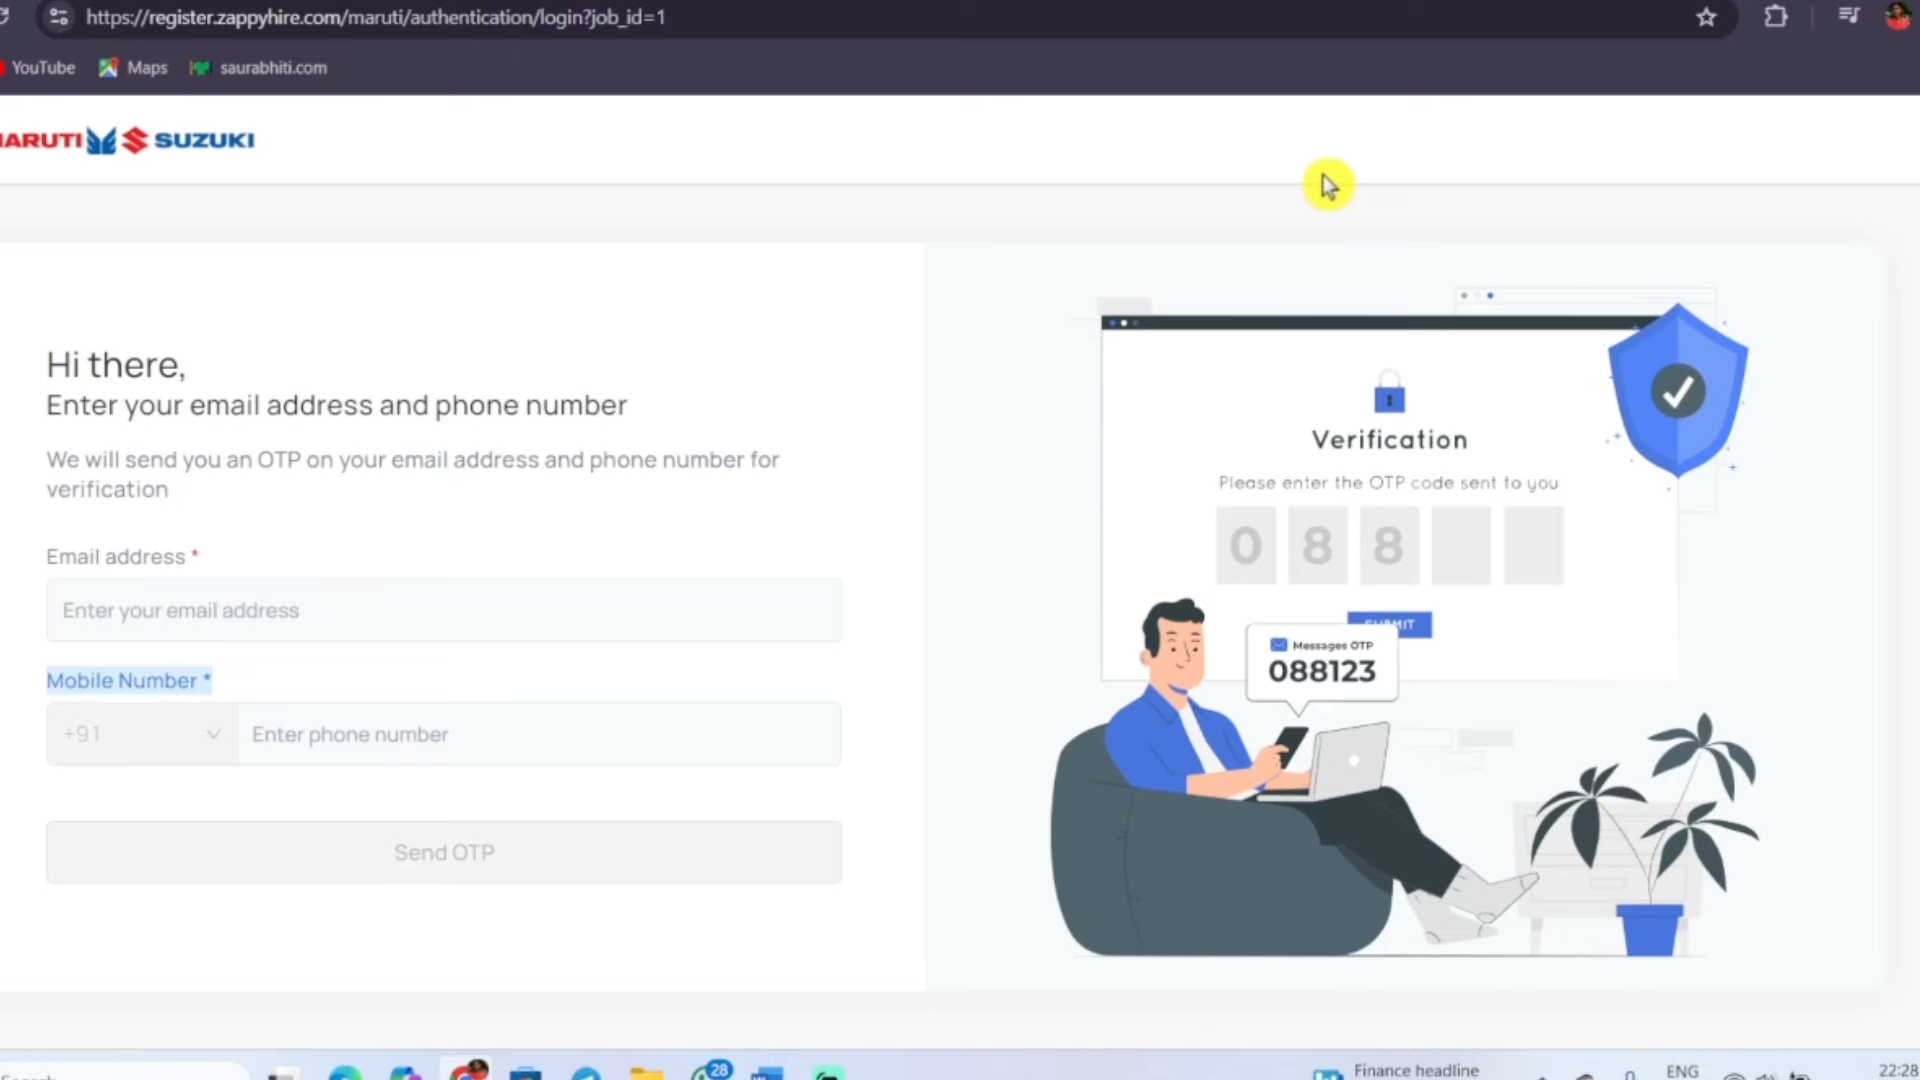 https://register.zappyhire.com/maruti/authentication/login?job_id=1
YouTube
Maps
saurabhiti.com
MARUTI SUZUKI
Hi there,
Enter your email address and phone number
We will send you an OTP on your email address and phone number for
verification
Email address *
Enter your email address
Mobile Number *
+91
Enter phone number
Send OTP
Verification
Please enter the OTP code sent to you
0 8 8
SUBMIT
Messages OTP
088123
28
Finance headline
ENG
22:28